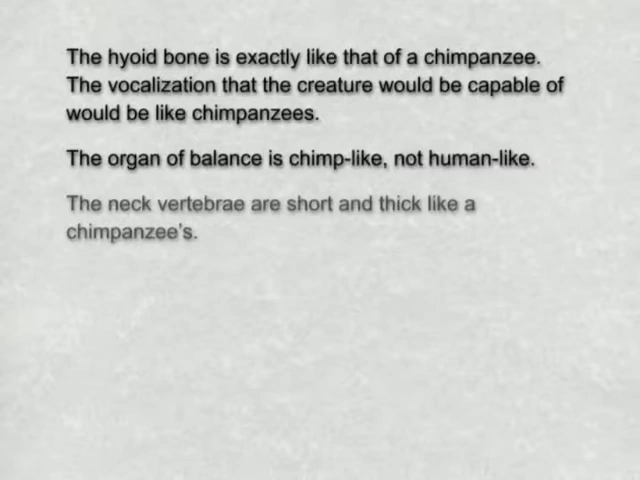 The hyoid bone is exactly like that of a chimpanzee.
The vocalization that the creature would be capable of
would be like chimpanzees.
The organ of balance is chimp-like, not human-like.
The neck vertebrae are short and thick like a
chimpanzee's.